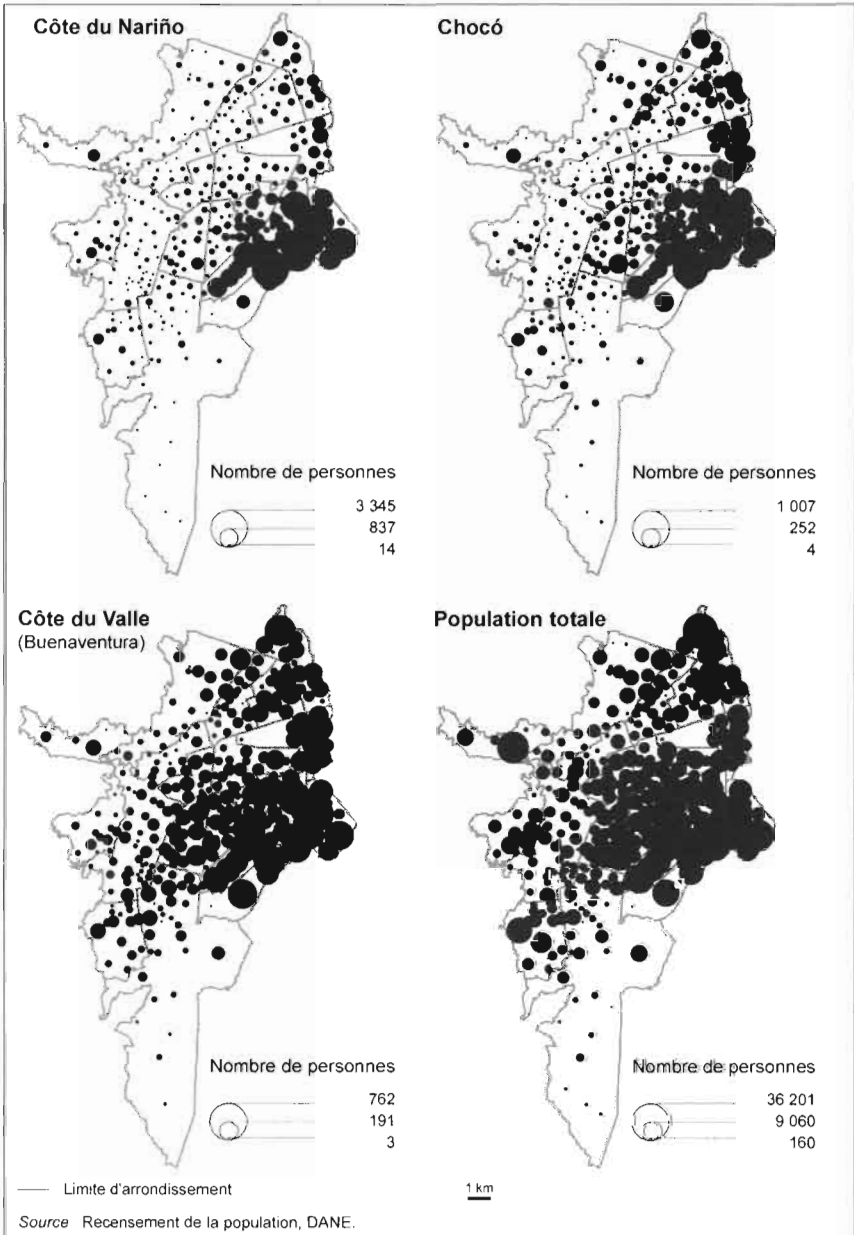 Côte du Nariño
Chocó
Nombre de personnes
3 345
837
14
Nombre de personnes
1 007
252
4
Côte du Valle
(Buenaventura)
Population totale
Nombre de personnes
762
191
3
Nombre de personnes
36 201
9 060
160
Limite d'arrondissement
1 km
Source Recensement de la population, DANE.